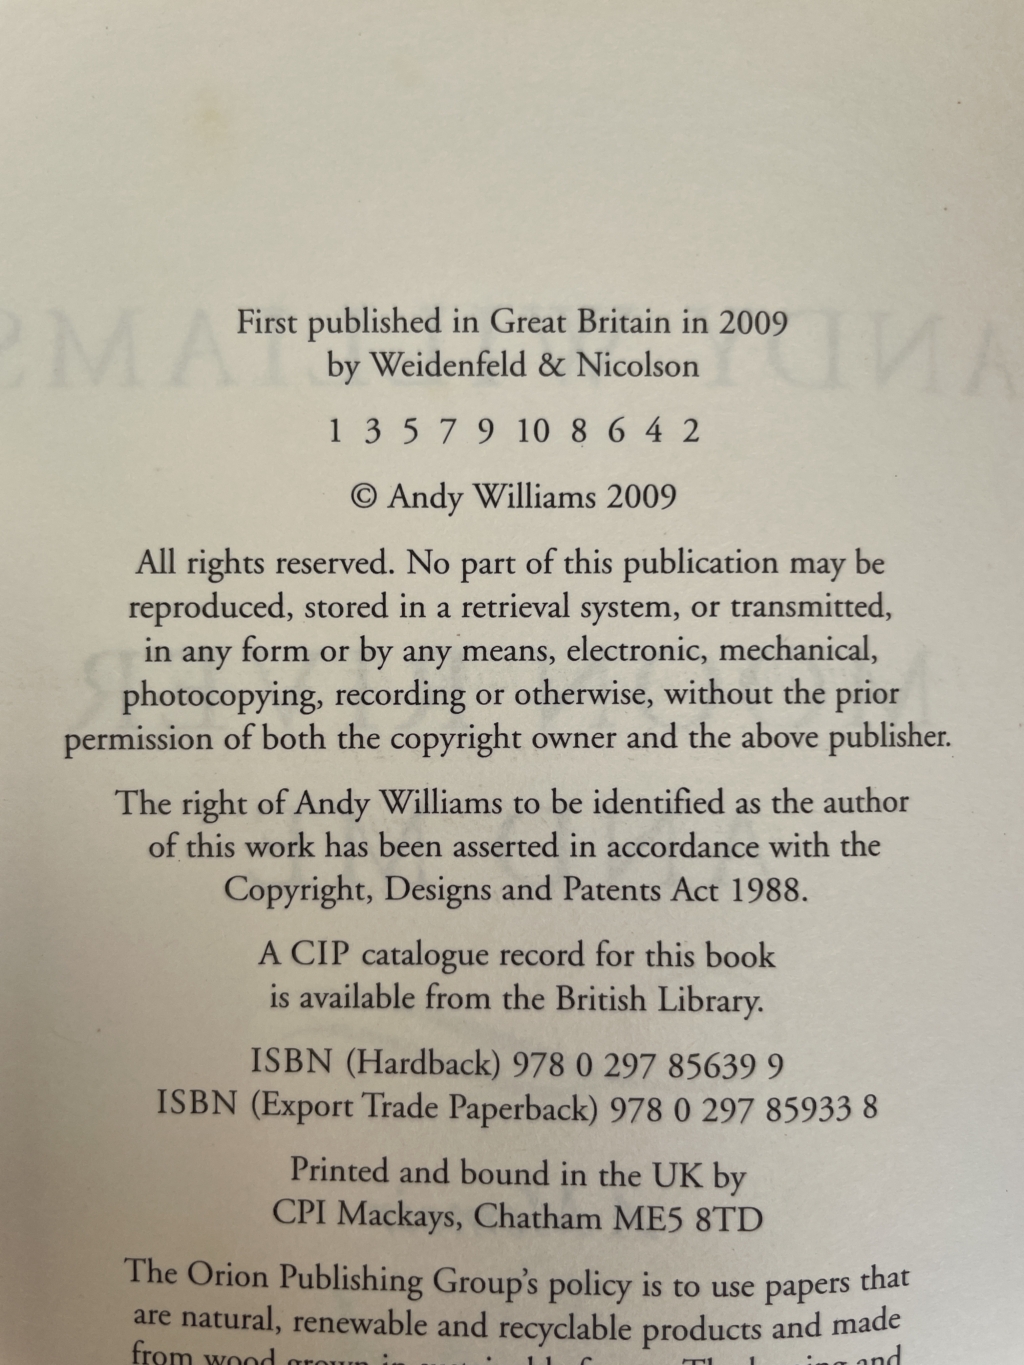 First published in Great Britain in 2009
by Weidenfeld & Nicolson
1 3 5 7 9 10 8 6 4 2
© Andy Williams 2009
All rights reserved. No part of this publication may be
reproduced, stored in a retrieval system, or transmitted,
in any form or by any means, electronic, mechanical,
photocopying, recording or otherwise, without the prior
permission of both the copyright owner and the above publisher.
The right of Andy Williams to be identified as the author
of this work has been asserted in accordance with the
Copyright, Designs and Patents Act 1988.
A CIP catalogue record for this book
is available from the British Library.
ISBN (Hardback) 978 0 297 85639 9
ISBN (Export Trade Paperback) 978 0 297 85933 8
Printed and bound in the UK by
CPI Mackays, Chatham ME5 8TD
The Orion Publishing Group's policy is to use papers that
are natural, renewable and recyclable products and made
from wood grown in